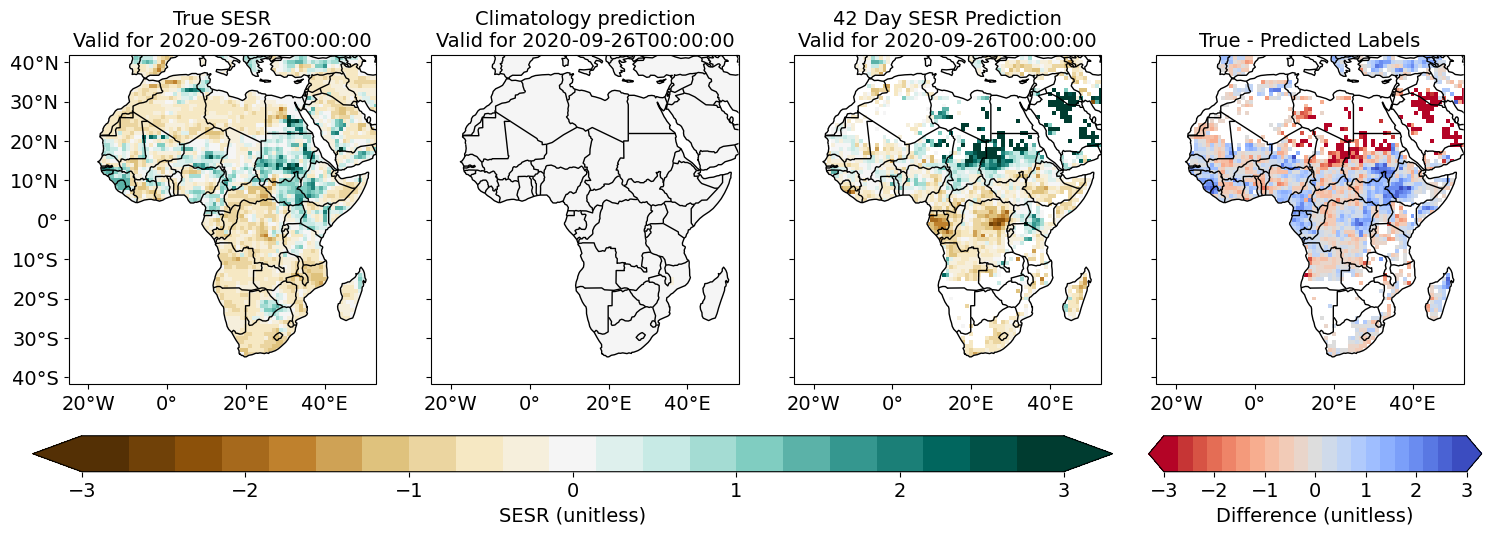 True SESR
Valid for 2020-09-26T00:00:00
Climatology prediction
Valid for 2020-09-26T00:00:00
42 Day SESR Prediction
Valid for 2020-09-26T00:00:00
True - Predicted Labels
40°N
30°N
20°N
10°N
0°
10°S
20°S
30°S
40°S
20°W 0° 20°E 40°E
20°W 0° 20°E 40°E
20°W 0° 20°E 40°E
20°W 0° 20°E 40°E
−3 −2 −1 0 1 2 3
SESR (unitless)
−3 −2 −1 0 1 2 3
Difference (unitless)